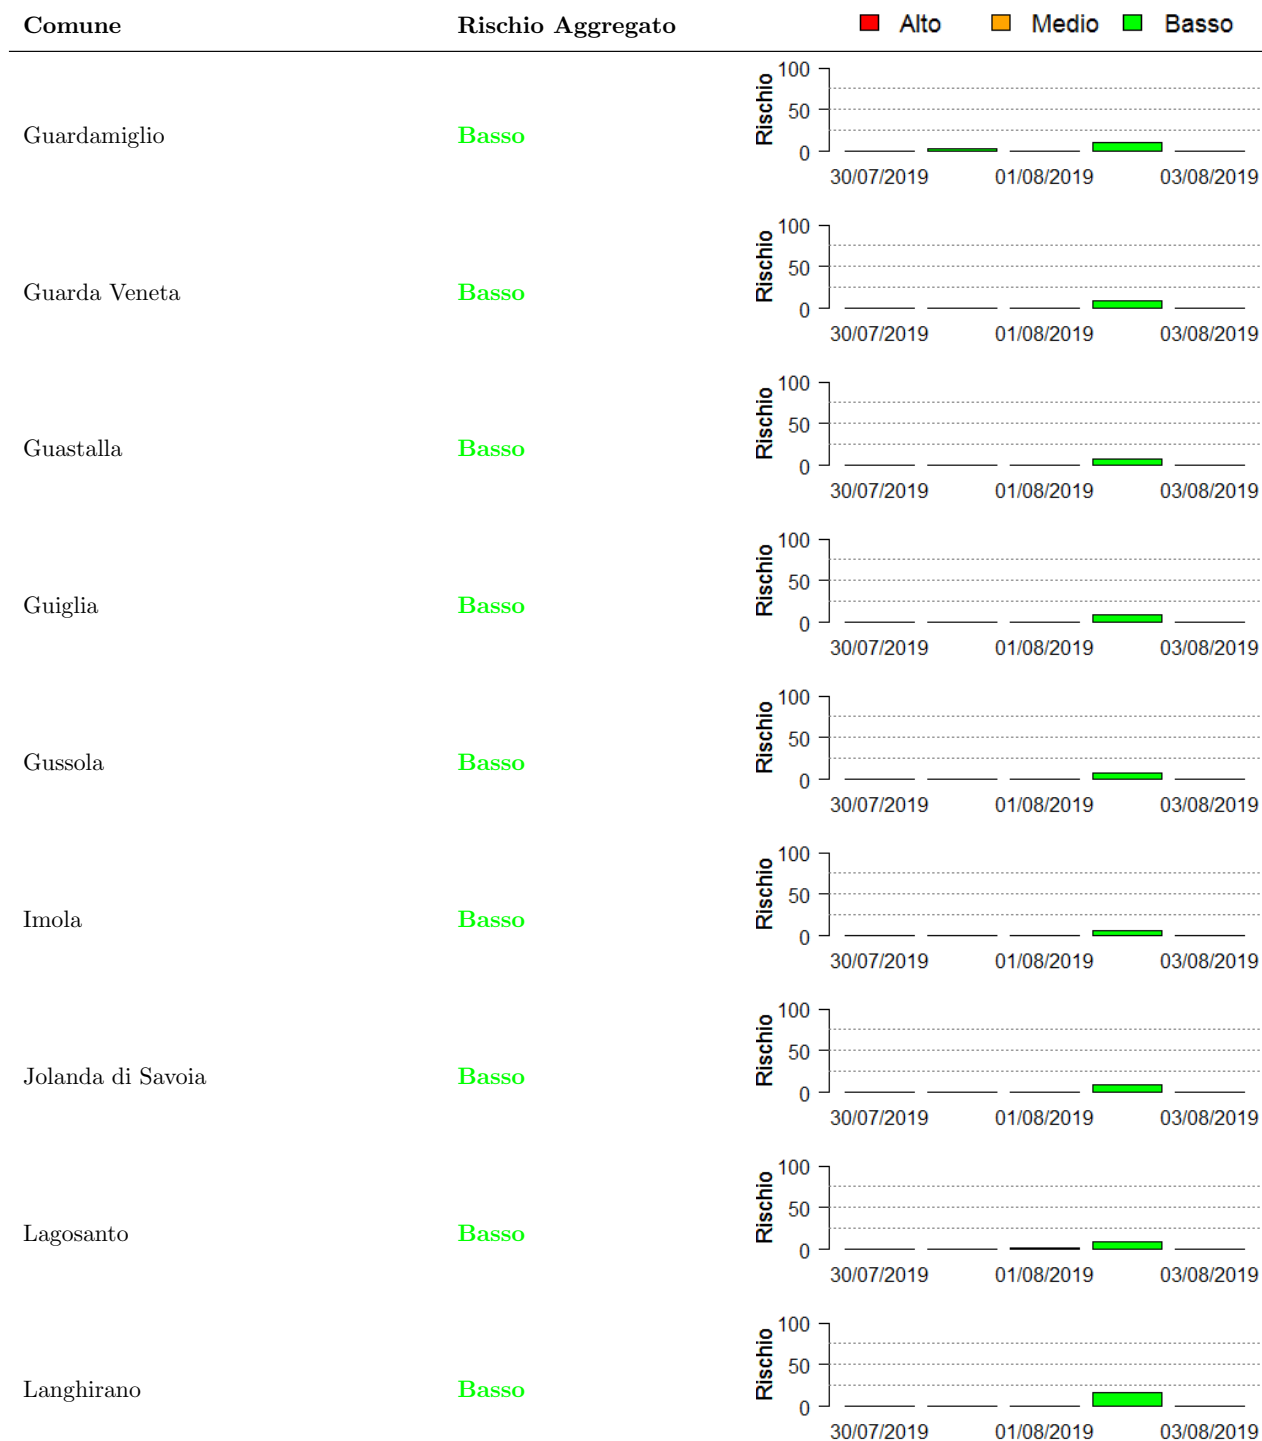 Comune Rischio Aggregato Alto Medio Basso
Guardamiglio Basso Rischio 100 50 0
30/07/2019 01/08/2019 03/08/2019
Guarda Veneta Basso Rischio 100 50 0
30/07/2019 01/08/2019 03/08/2019
Guastalla Basso Rischio 100 50 0
30/07/2019 01/08/2019 03/08/2019
Guiglia Basso Rischio 100 50 0
30/07/2019 01/08/2019 03/08/2019
Gussola Basso Rischio 100 50 0
30/07/2019 01/08/2019 03/08/2019
Imola Basso Rischio 100 50 0
30/07/2019 01/08/2019 03/08/2019
Jolanda di Savoia Basso Rischio 100 50 0
30/07/2019 01/08/2019 03/08/2019
Lagosanto Basso Rischio 100 50 0
30/07/2019 01/08/2019 03/08/2019
Langhirano Basso Rischio 100 50 0
30/07/2019 01/08/2019 03/08/2019